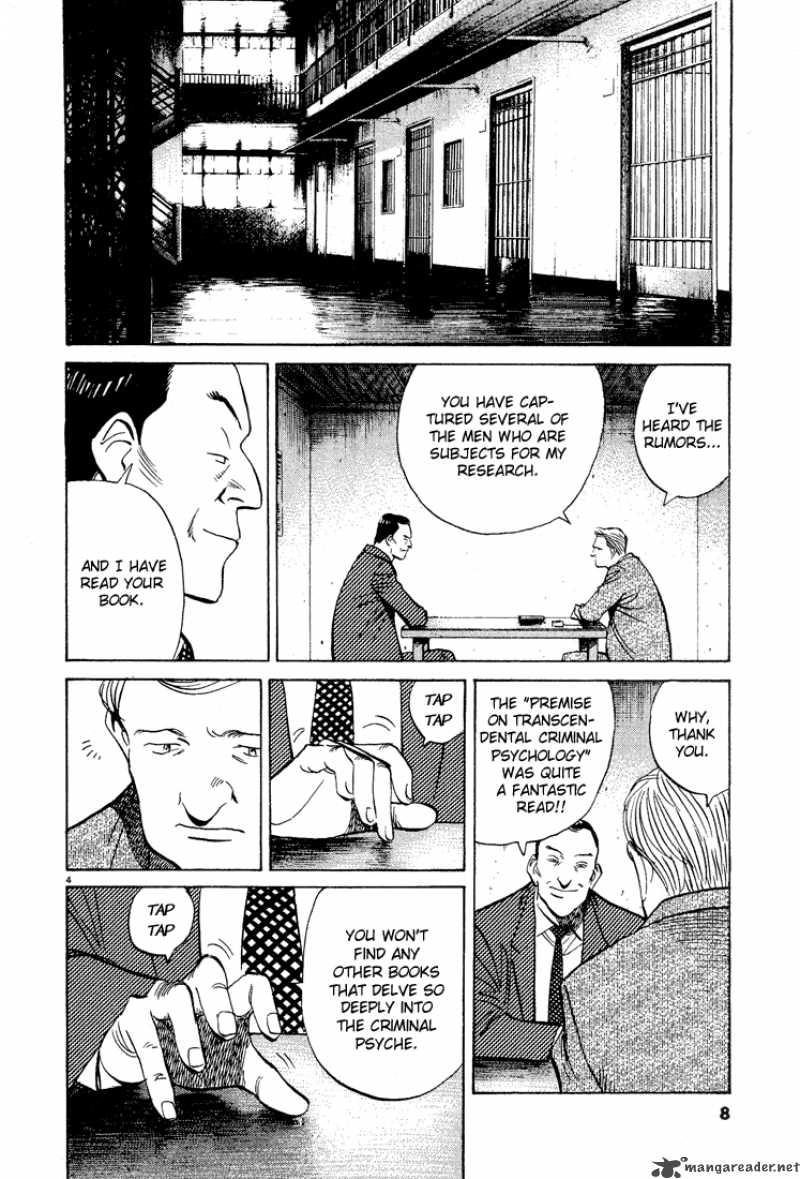 I'VE
HEARD THE
RUMORS...
YOU HAVE CAP-
TURED SEVERAL OF
THE MEN WHO ARE
SUBJECTS FOR MY
RESEARCH.
AND I HAVE
READ YOUR
BOOK.
WHY,
THANK
YOU.
THE "PREMISE
ON TRANSCEN-
DENTAL CRIMINAL
PSYCHOLOGY"
WAS QUITE
A FANTASTIC
READ!!
TAP
TAP
4
YOU WON'T
FIND ANY
OTHER BOOKS
THAT DELVE SO
DEEPLY INTO
THE CRIMINAL
PSYCHE.
TAP
TAP
8
mangareader.net